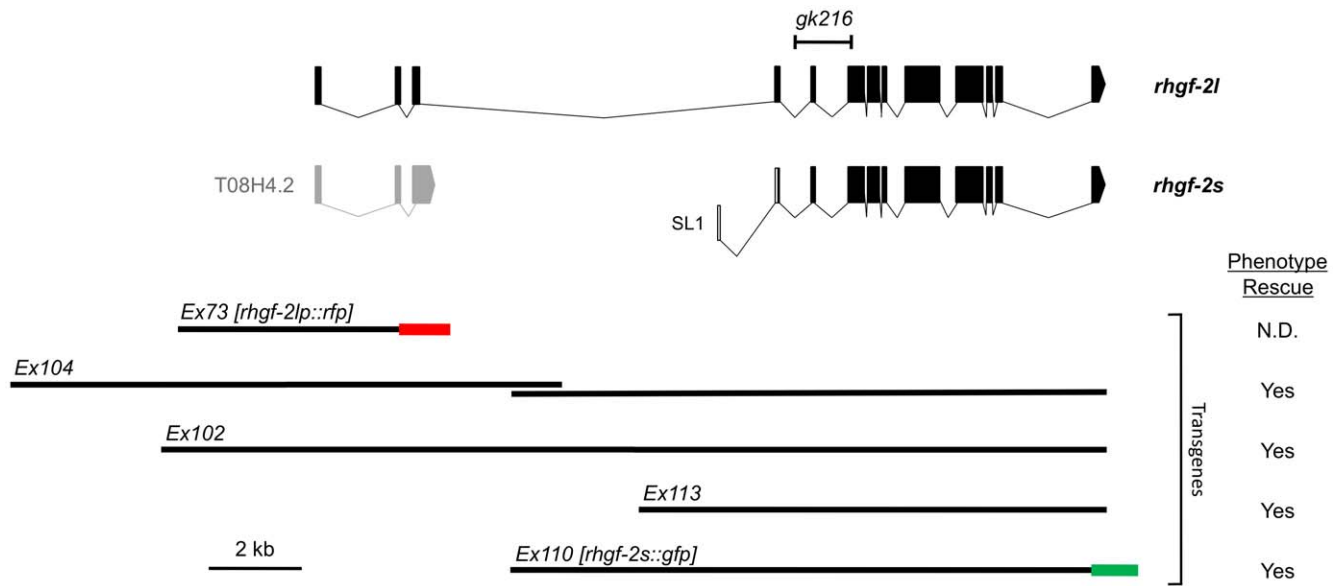 gk216
rhgf-2l
T08H4.2
rhgf-2s
SL1
Phenotype
Rescue
Ex73 [rhgf-2lp::rfp]
N.D.
Ex104
Yes
Ex102
Yes
Transgenes
Ex113
Yes
2 kb
Ex110 [rhgf-2s::gfp]
Yes